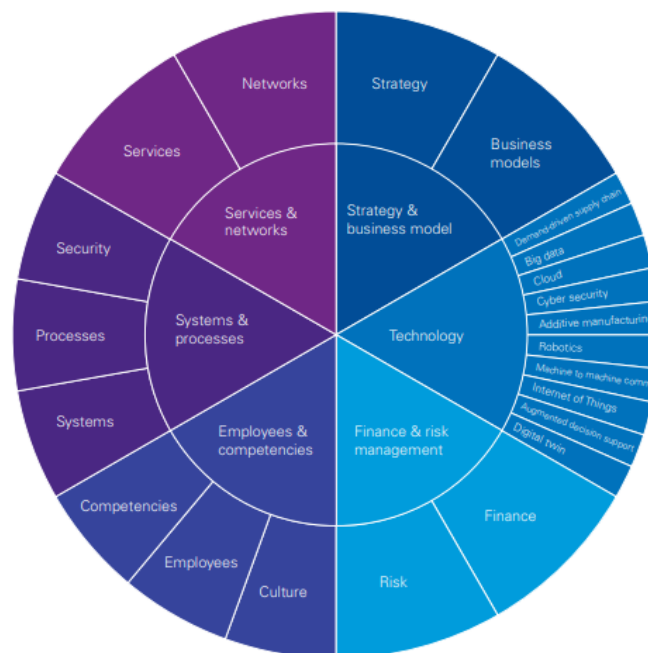 Networks
Strategy
Services
Business
models
Services &
networks
Strategy &
business model
Security
Processes
Systems
Systems &
processes
Technology
Demand-driven supply chain
Big data
Cloud
Cyber security
Additive manufacturing
Robotics
Machine to machine comm
Internet of Things
Augmented decision support
Digital twin
Employees &
competencies
Finance & risk
management
Competencies
Employees
Culture
Risk
Finance